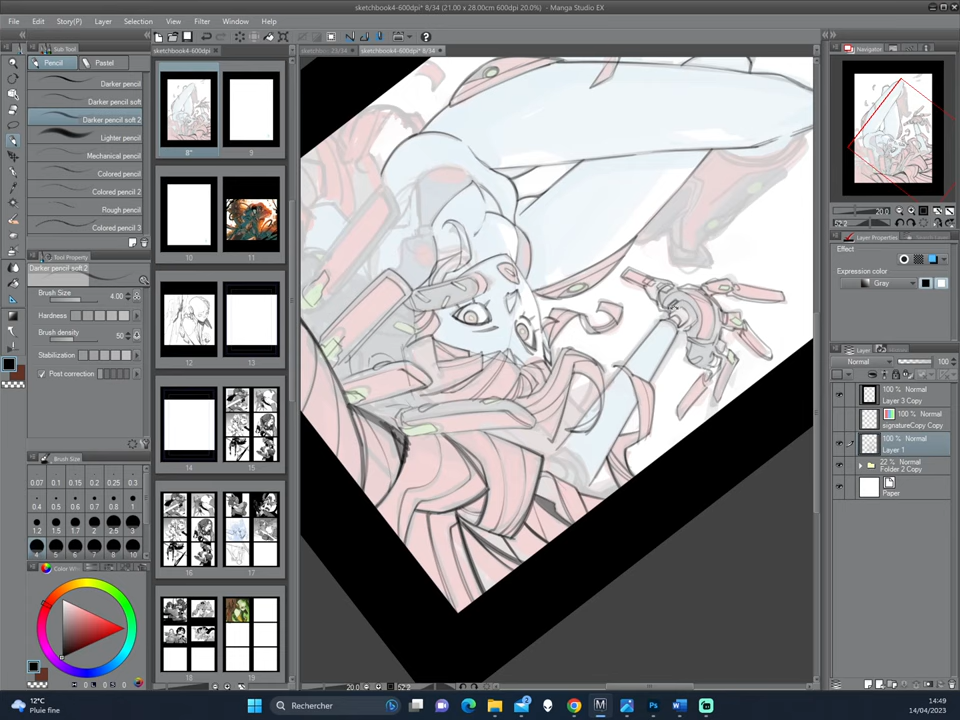 sketchbook4-600dpi* 8/34 (21.00 x 28.00cm 600dpi 20.0%) - Manga Studio EX
File Edit Story(P) Layer Selection View Filter Window Help
Sub Tool
Pencil Pastel
Darker pencil
Darker pencil soft
Darker pencil soft 2
Lighter pencil
Mechanical pencil
Colored pencil
Colored pencil 2
Rough pencil
Colored pencil 3
Tool Property
Darker pencil soft 2
Brush Size 4.00
Hardness
Brush density 50
Stabilization
Post correction
Brush Size
0.07 0.1 0.15 0.2 0.25 0.3
0.4 0.5 0.6 0.7 0.8 1
1.2 1.5 1.7 2 2.5 3
4 5 6 7 8 10
sketchbook4-600dpi
8* 9
10 11
12 13
14 15
16 17
18 19
sketchbook4-600dpi* 8/34
20.0 52.2
Navigator
20.0
52.2
Layer Properties
Effect
Expression color
Gray
Layer
Normal 100
100 % Normal
Layer 3 Copy
100 % Normal
signatureCopy Copy
100 % Normal
Layer 1
22 % Normal
Folder 2 Copy
Paper
12°C
Pluie fine
Rechercher
14:49
14/04/2023